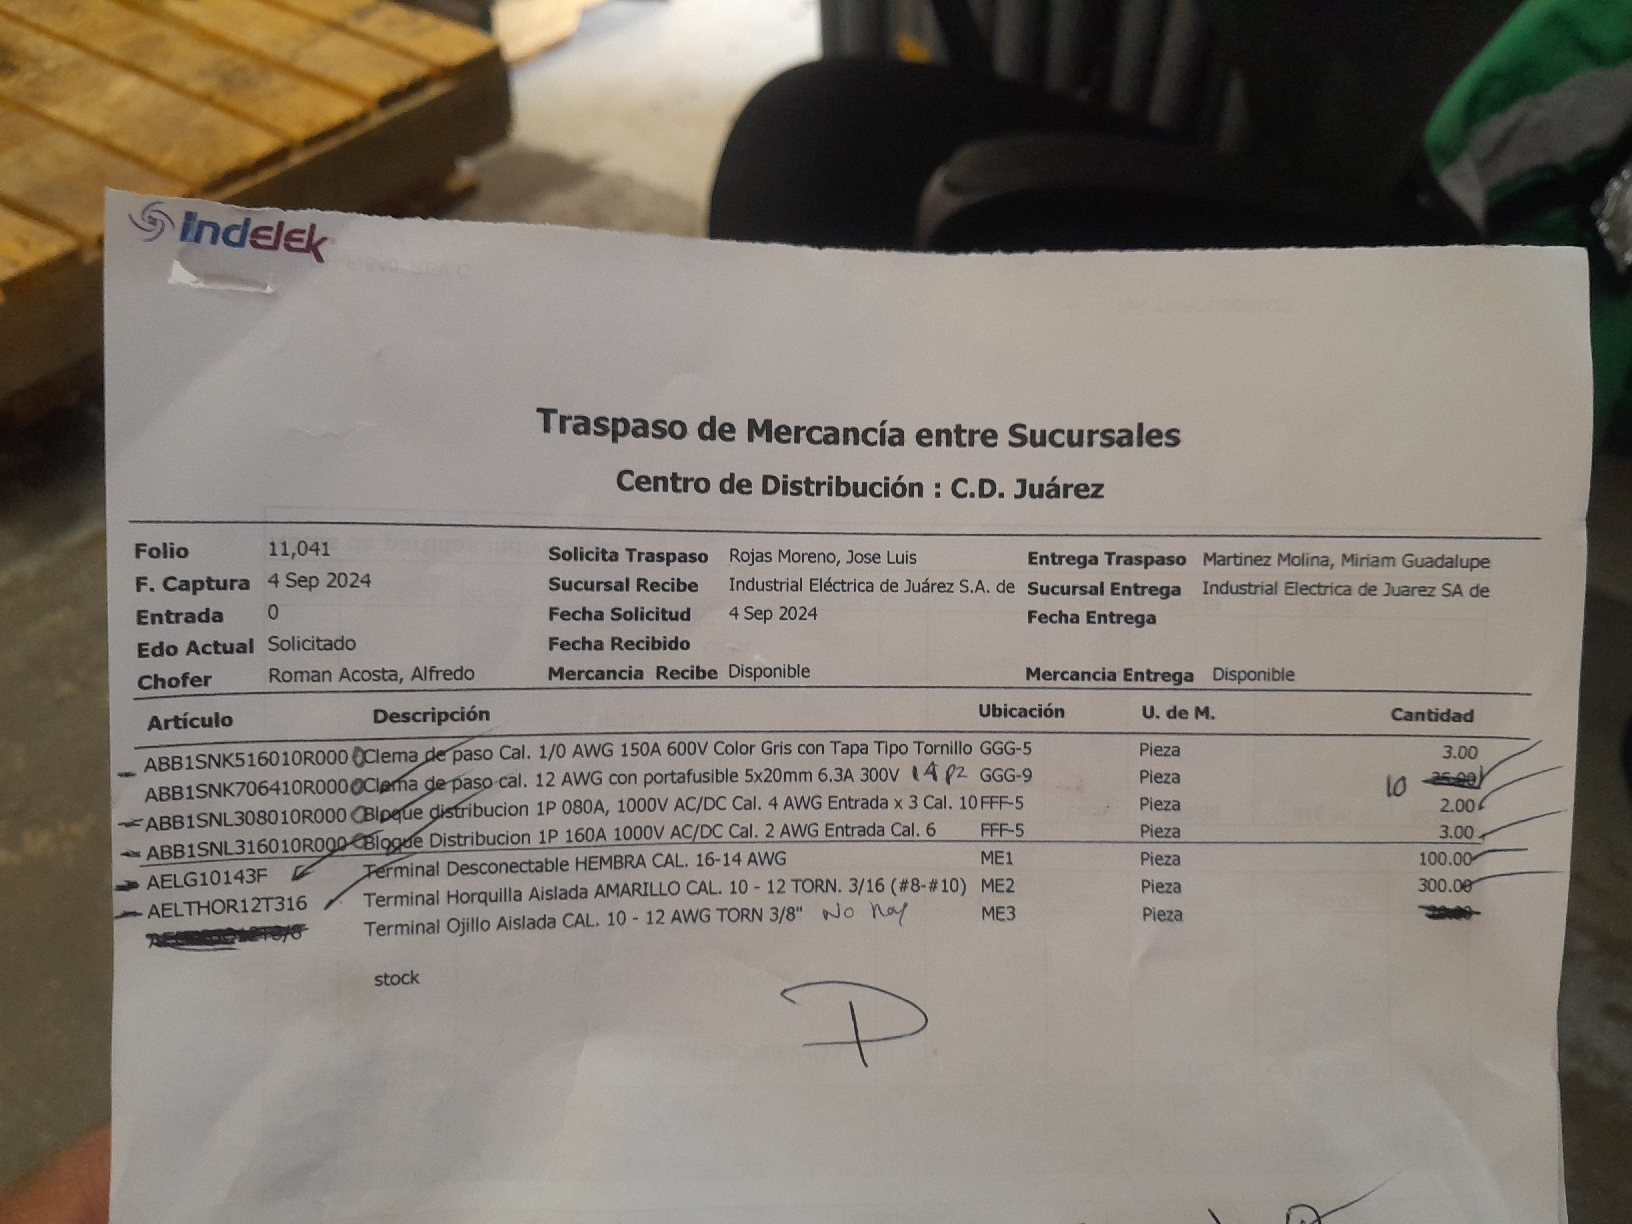 Indelek
Traspaso de Mercancía entre Sucursales
Centro de Distribución : C.D. Juárez
Folio 11,041 Solicita Traspaso Rojas Moreno, Jose Luis Entrega Traspaso Martinez Molina, Miriam Guadalupe
F. Captura 4 Sep 2024 Sucursal Recibe Industrial Eléctrica de Juárez S.A. de Sucursal Entrega Industrial Electrica de Juarez SA de
Entrada 0 Fecha Solicitud 4 Sep 2024 Fecha Entrega
Edo Actual Solicitado Fecha Recibido
Chofer Roman Acosta, Alfredo Mercancia Recibe Disponible Mercancia Entrega Disponible
Artículo Descripción Ubicación U. de M. Cantidad
ABB1SNK516010R000 Clema de paso Cal. 1/0 AWG 150A 600V Color Gris con Tapa Tipo Tornillo GGG-5 Pieza 3.00
ABB1SNK706410R000 Clema de paso cal. 12 AWG con portafusible 5x20mm 6.3A 300V 14 pz GGG-9 Pieza 10
ABB1SNL308010R000 Bloque distribucion 1P 080A, 1000V AC/DC Cal. 4 AWG Entrada x 3 Cal. 10 FFF-5 Pieza 2.00
ABB1SNL316010R000 Bloque Distribucion 1P 160A 1000V AC/DC Cal. 2 AWG Entrada Cal. 6 FFF-5 Pieza 3.00
AELG10143F Terminal Desconectable HEMBRA CAL. 16-14 AWG ME1 Pieza 100.00
AELTHOR12T316 Terminal Horquilla Aislada AMARILLO CAL. 10 - 12 TORN. 3/16 (#8-#10) ME2 Pieza 300.00
Terminal Ojillo Aislada CAL. 10 - 12 AWG TORN 3/8" No hay ME3 Pieza
stock